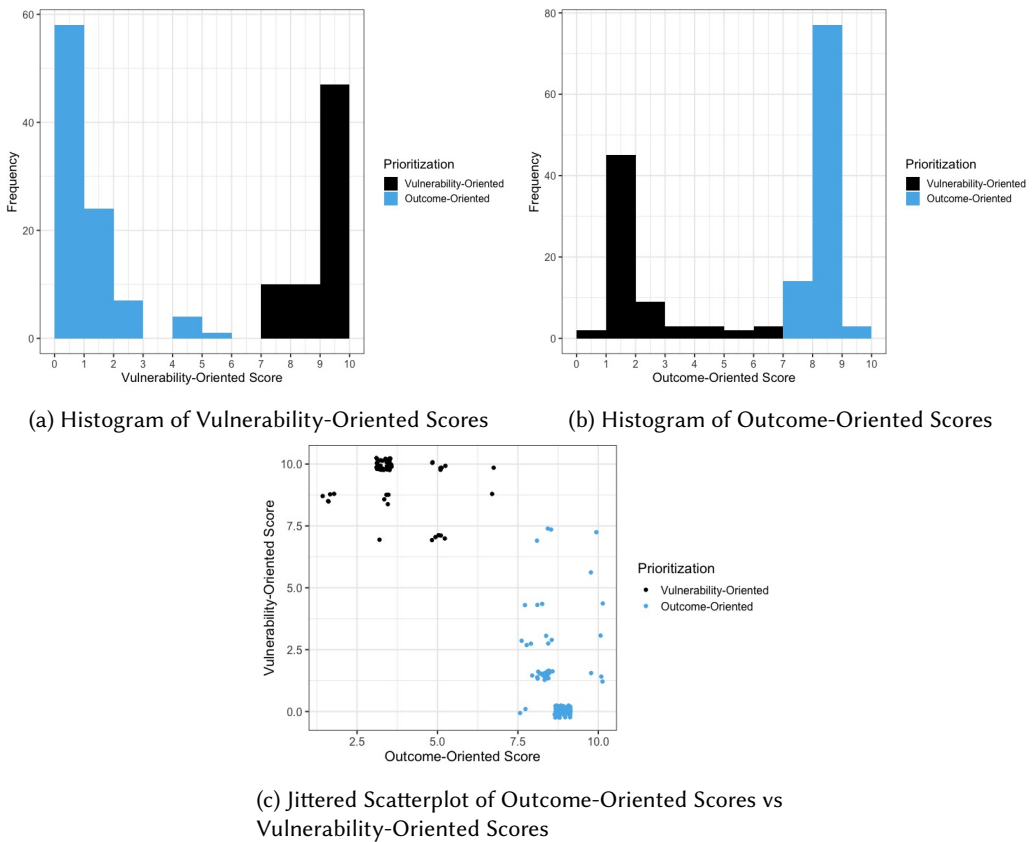 60
40
20
0
Frequency
0 1 2 3 4 5 6 7 8 9 10
Vulnerability-Oriented Score
Prioritization
Vulnerability-Oriented
Outcome-Oriented
(a) Histogram of Vulnerability-Oriented Scores
80
60
40
20
0
Frequency
0 1 2 3 4 5 6 7 8 9 10
Outcome-Oriented Score
Prioritization
Vulnerability-Oriented
Outcome-Oriented
(b) Histogram of Outcome-Oriented Scores
10.0
7.5
5.0
2.5
0.0
Vulnerability-Oriented Score
2.5 5.0 7.5 10.0
Outcome-Oriented Score
Prioritization
Vulnerability-Oriented
Outcome-Oriented
(c) Jittered Scatterplot of Outcome-Oriented Scores vs
Vulnerability-Oriented Scores